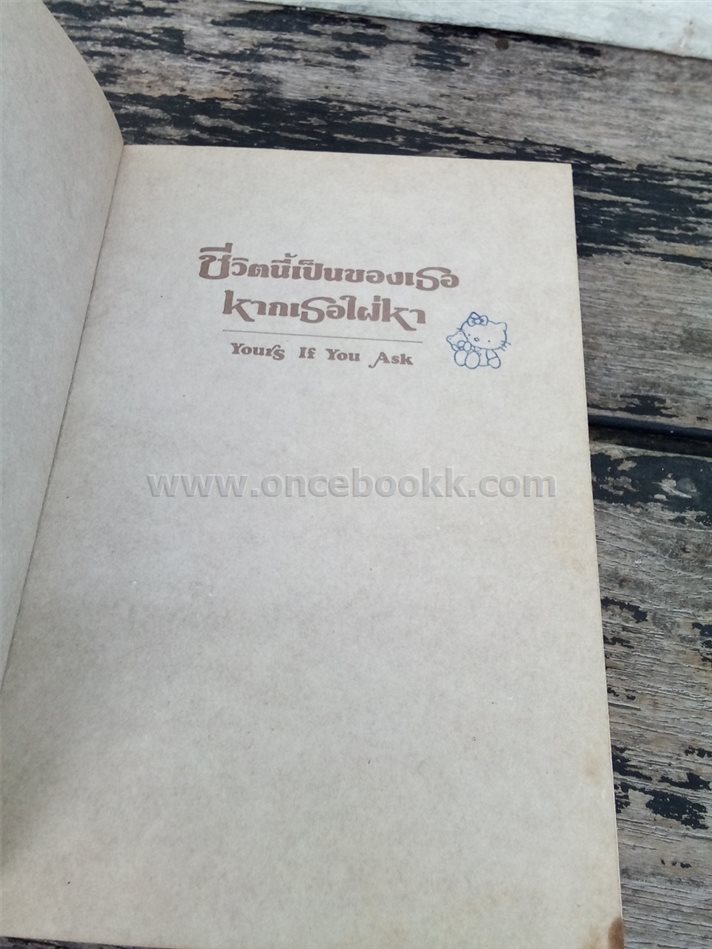 ชีวิตนี้เป็นของเธอ
หากเธอใฝ่หา
Yours If You Ask
www.oncebookk.com